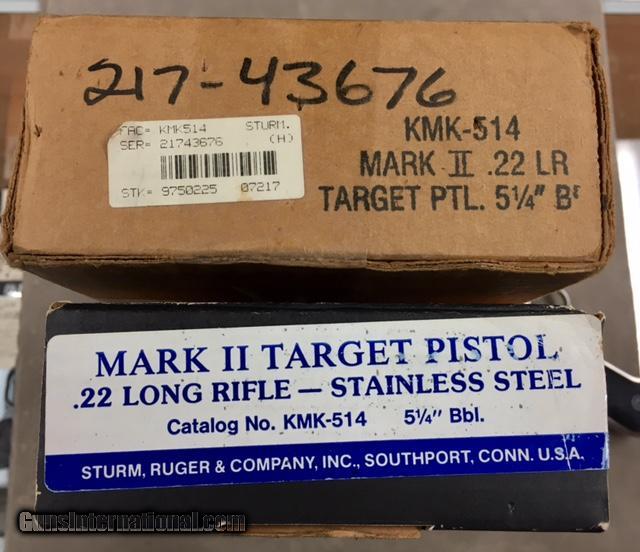 217-43676
FAC= KMK514 STURM.
SER= 21743676 (H)
STK= 9750225 07217
KMK-514
MARK II .22 LR
TARGET PTL. 5¼"
MARK II TARGET PISTOL
.22 LONG RIFLE — STAINLESS STEEL
Catalog No. KMK-514 5¼" Bbl.
STURM, RUGER & COMPANY, INC., SOUTHPORT, CONN. U.S.A.
GunsInternational.com